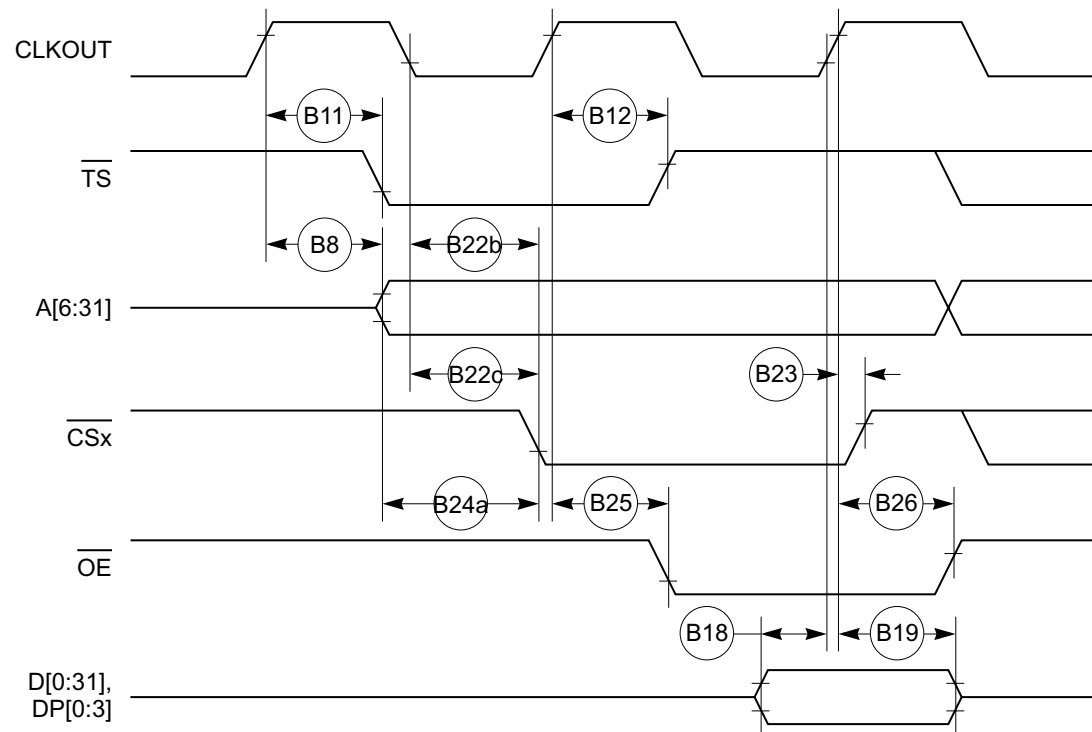 CLKOUT
B11
B12
TS
B8
B22b
A[6:31]
B22c
B23
CSx
B24a
B25
B26
OE
B18
B19
D[0:31],
DP[0:3]